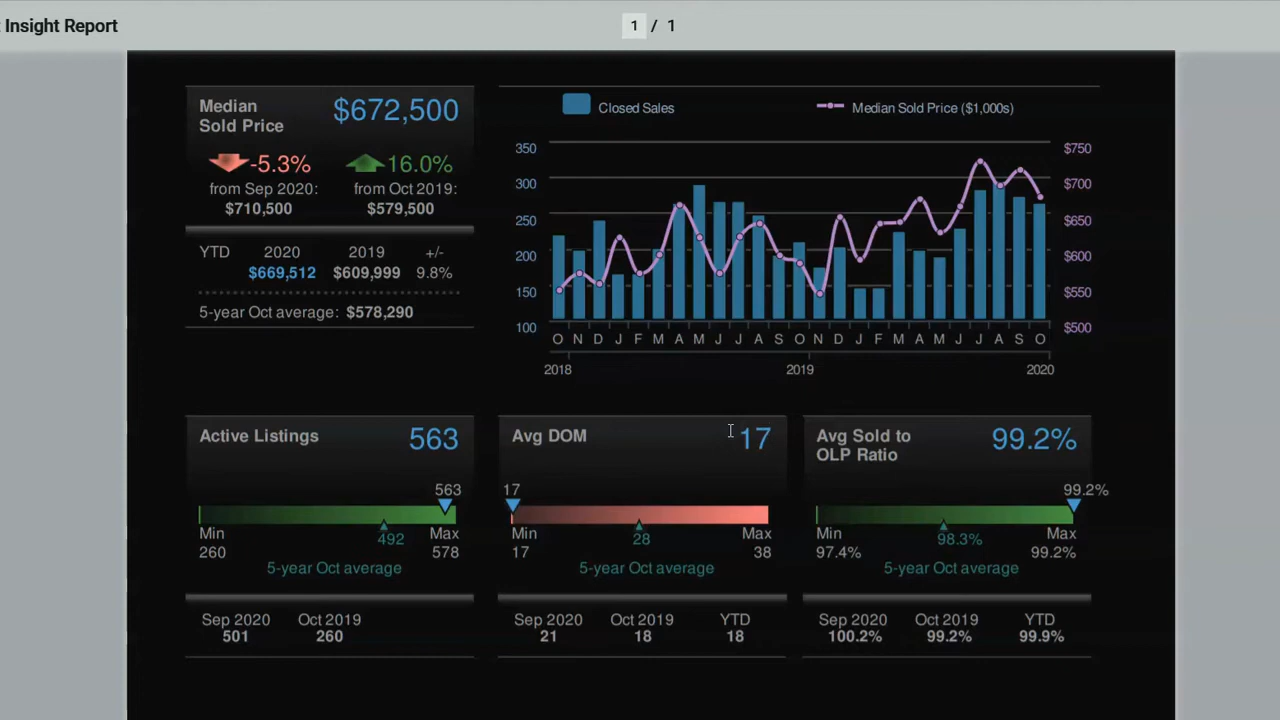 Insight Report
1 / 1
Median
Sold Price
$672,500
-5.3%
16.0%
from Sep 2020:
from Oct 2019:
$710,500
$579,500
YTD 2020 2019 +/-
$669,512 $609,999 9.8%
5-year Oct average: $578,290
Closed Sales
Median Sold Price ($1,000s)
350 $750
300 $700
250 $650
200 $600
150 $550
100 $500
O N D J F M A M J J A S O N D J F M A M J J A S O
2018 2019 2020
Active Listings 563
563
Min Max
492
260 578
5-year Oct average
Sep 2020 Oct 2019
501 260
Avg DOM 17
17
Min Max
28
17 38
5-year Oct average
Sep 2020 Oct 2019 YTD
21 18 18
Avg Sold to
OLP Ratio
99.2%
99.2%
Min Max
98.3%
97.4% 99.2%
5-year Oct average
Sep 2020 Oct 2019 YTD
100.2% 99.2% 99.9%